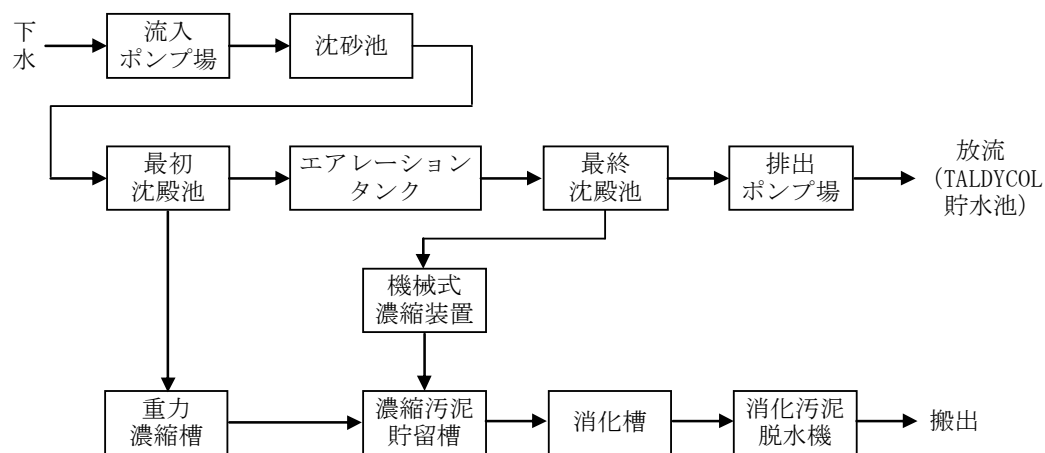 下
水
流入
ポンプ場
沈砂池
最初
沈殿池
エアレーション
タンク
最終
沈殿池
排出
ポンプ場
放流
(TALDYCOL
貯水池)
機械式
濃縮装置
重力
濃縮槽
濃縮汚泥
貯留槽
消化槽
消化汚泥
脱水機
搬出